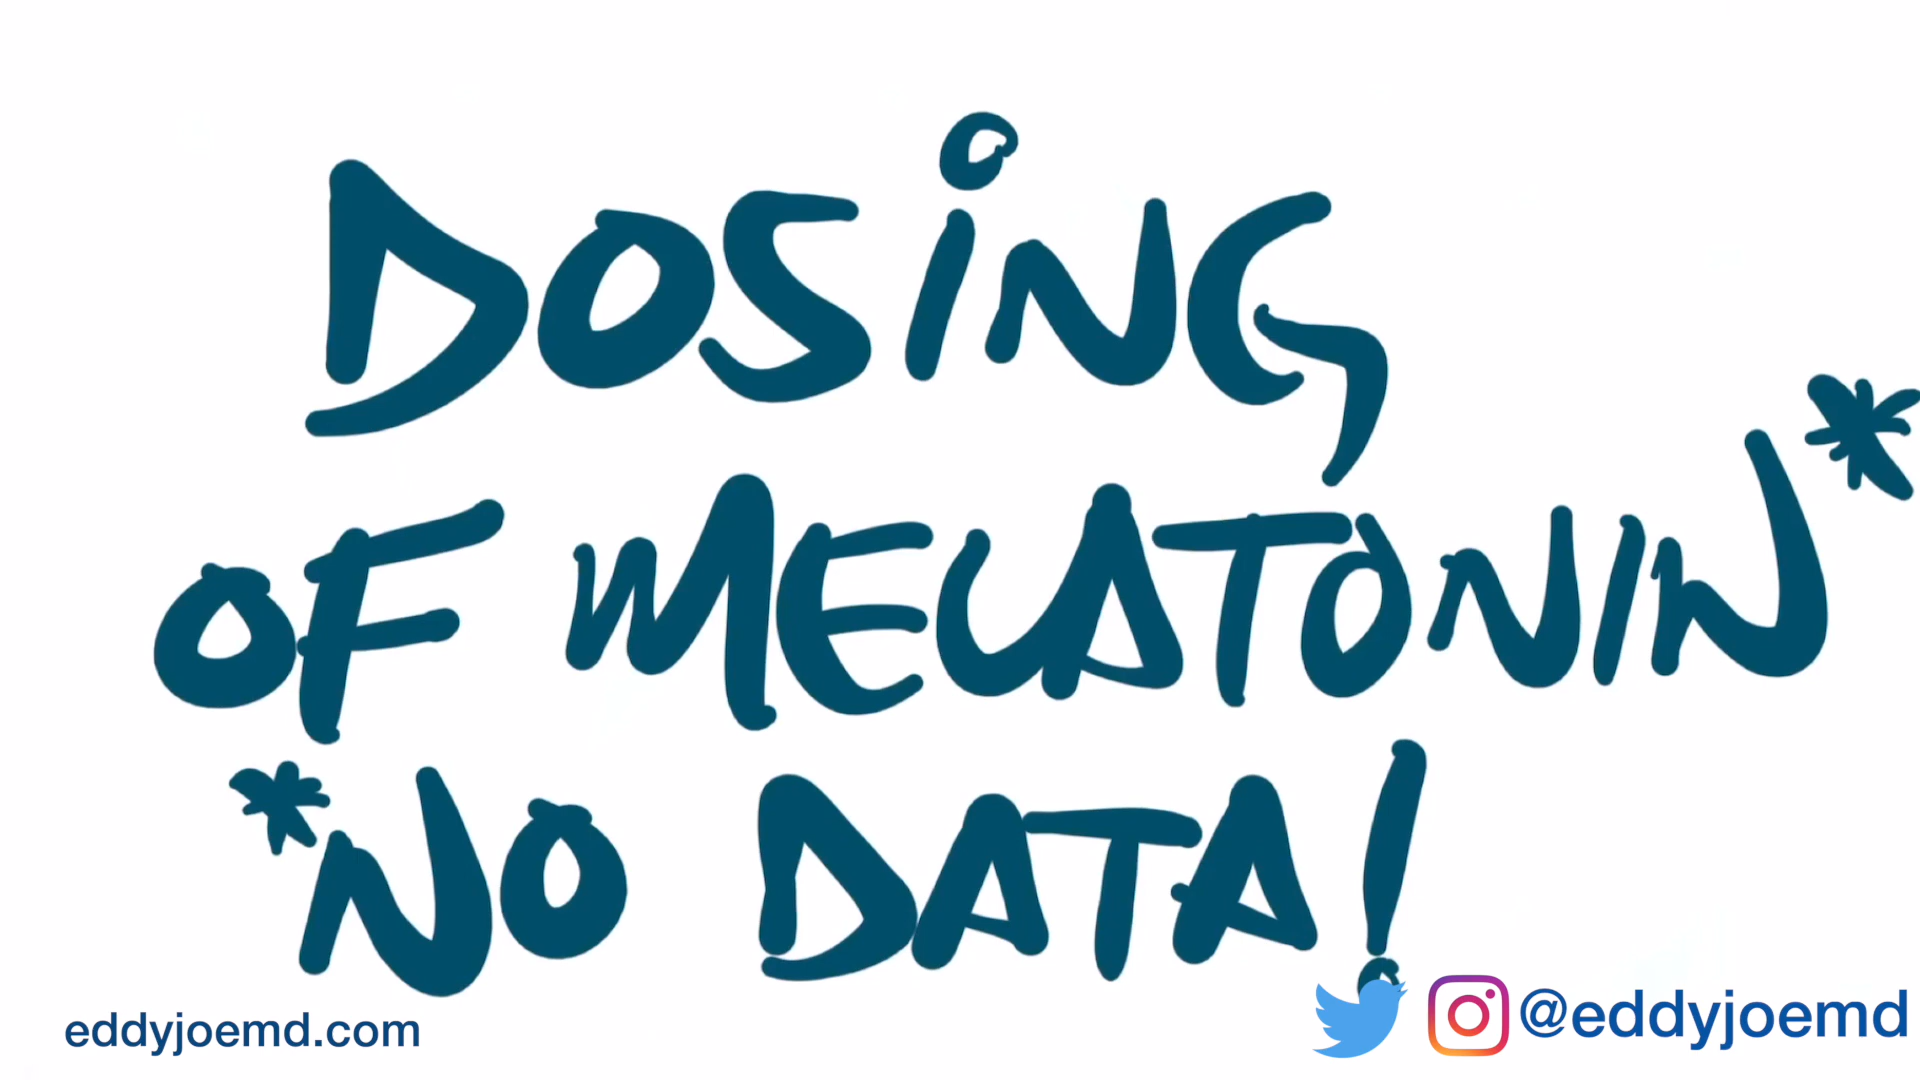 DOSiNG
OF MELATONIN*
*NO DATA!
eddyjoemd.com
@eddyjoemd